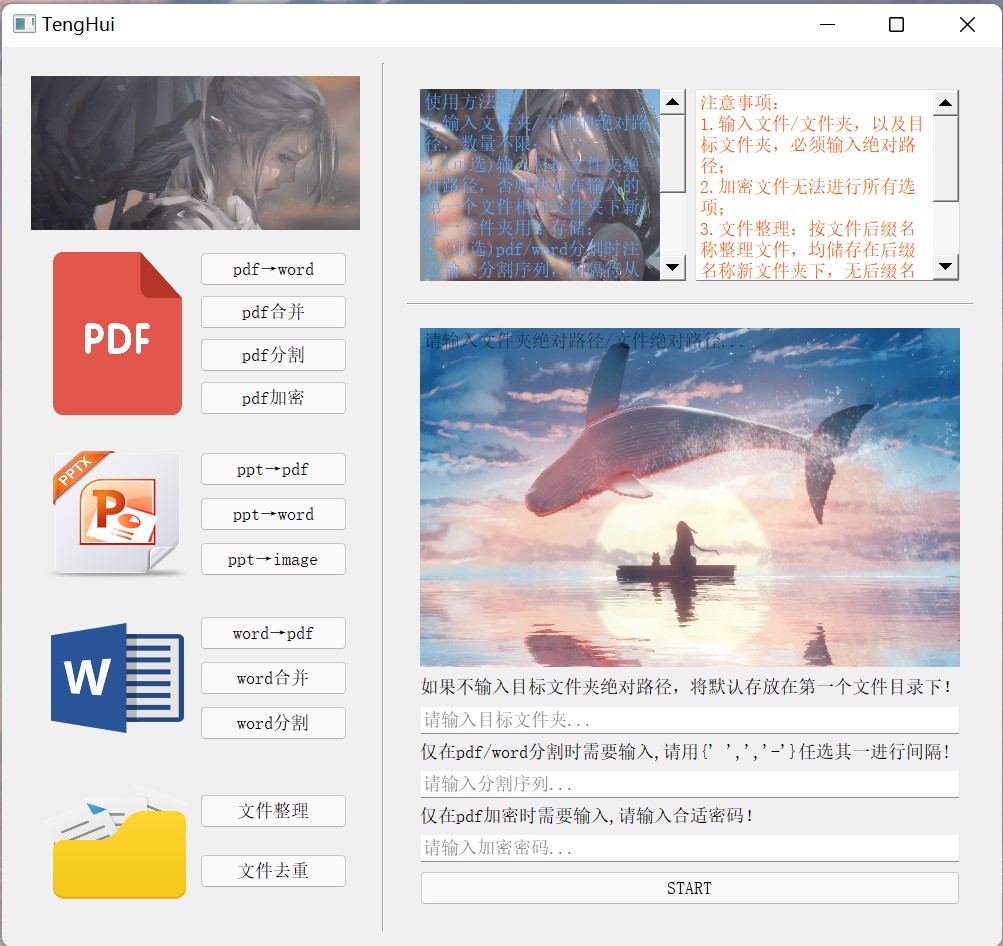 TengHui
PDF
pdf→word
pdf合并
pdf分割
pdf加密
PPTX
P
ppt→pdf
ppt→word
ppt→image
W
word→pdf
word合并
word分割
文件整理
文件去重
使用方法
1.输入文件夹/文件的绝对路
径，数量不限；
2.(可选)输入目标文件夹绝
对路径，否则默认在输入的
第一个文件相同文件夹下新
建一文件夹用于存储；
(可选)pdf/word分割时注
意输入分割序列，
注意事项：
1.输入文件/文件夹，以及目
标文件夹，必须输入绝对路
径；
2.加密文件无法进行所有选
项；
3.文件整理：按文件后缀名
称整理文件，均储存在后缀
名称新文件夹下，无后缀名
请输入文件夹绝对路径/文件绝对路径...
如果不输入目标文件夹绝对路径，将默认存放在第一个文件目录下！
请输入目标文件夹...
仅在pdf/word分割时需要输入,请用{' ',',','-'}任选其一进行间隔！
请输入分割序列...
仅在pdf加密时需要输入,请输入合适密码！
请输入加密密码...
START